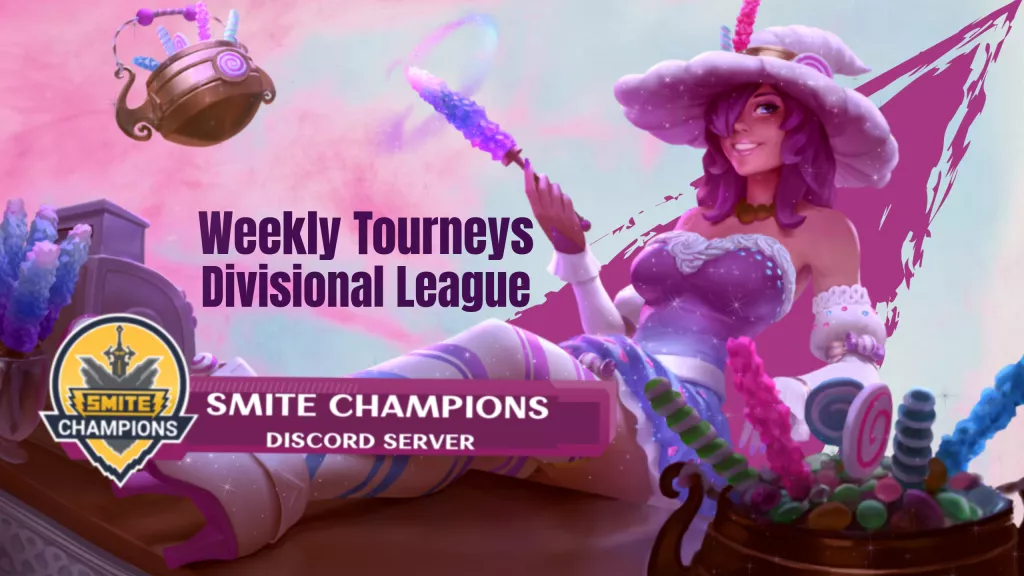 Weekly Tourneys
Divisional League
SMITE
CHAMPIONS
SMITE CHAMPIONS
DISCORD SERVER